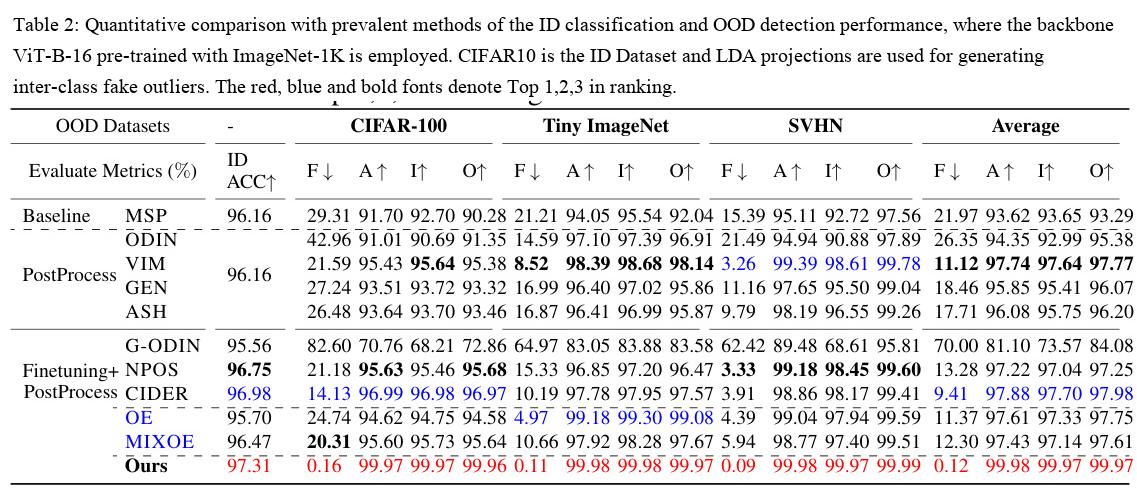 Table 2: Quantitative comparison with prevalent methods of the ID classification and OOD detection performance, where the backbone
ViT-B-16 pre-trained with ImageNet-1K is employed. CIFAR10 is the ID Dataset and LDA projections are used for generating
inter-class fake outliers. The red, blue and bold fonts denote Top 1,2,3 in ranking.
OOD Datasets - CIFAR-100 Tiny ImageNet SVHN Average
Evaluate Metrics (%) ID ACC↑ F↓ A↑ I↑ O↑ F↓ A↑ I↑ O↑ F↓ A↑ I↑ O↑ F↓ A↑ I↑ O↑
Baseline MSP 96.16 29.31 91.70 92.70 90.28 21.21 94.05 95.54 92.04 15.39 95.11 92.72 97.56 21.97 93.62 93.65 93.29
ODIN 42.96 91.01 90.69 91.35 14.59 97.10 97.39 96.91 21.49 94.94 90.88 97.89 26.35 94.35 92.99 95.38
PostProcess VIM 96.16 21.59 95.43 95.64 95.38 8.52 98.39 98.68 98.14 3.26 99.39 98.61 99.78 11.12 97.74 97.64 97.77
GEN 27.24 93.51 93.72 93.32 16.99 96.40 97.02 95.86 11.16 97.65 95.50 99.04 18.46 95.85 95.41 96.07
ASH 26.48 93.64 93.70 93.46 16.87 96.41 96.99 95.87 9.79 98.19 96.55 99.26 17.71 96.08 95.75 96.20
G-ODIN 95.56 82.60 70.76 68.21 72.86 64.97 83.05 83.88 83.58 62.42 89.48 68.61 95.81 70.00 81.10 73.57 84.08
Finetuning+ NPOS 96.75 21.18 95.63 95.46 95.68 15.33 96.85 97.20 96.47 3.33 99.18 98.45 99.60 13.28 97.22 97.04 97.25
PostProcess CIDER 96.98 14.13 96.99 96.98 96.97 10.19 97.78 97.95 97.57 3.91 98.86 98.17 99.41 9.41 97.88 97.70 97.98
OE 95.70 24.74 94.62 94.75 94.58 4.97 99.18 99.30 99.08 4.39 99.04 97.94 99.59 11.37 97.61 97.33 97.75
MIXOE 96.47 20.31 95.60 95.73 95.64 10.66 97.92 98.28 97.67 5.94 98.77 97.40 99.51 12.30 97.43 97.14 97.61
Ours 97.31 0.16 99.97 99.97 99.96 0.11 99.98 99.98 99.97 0.09 99.98 99.97 99.99 0.12 99.98 99.97 99.97